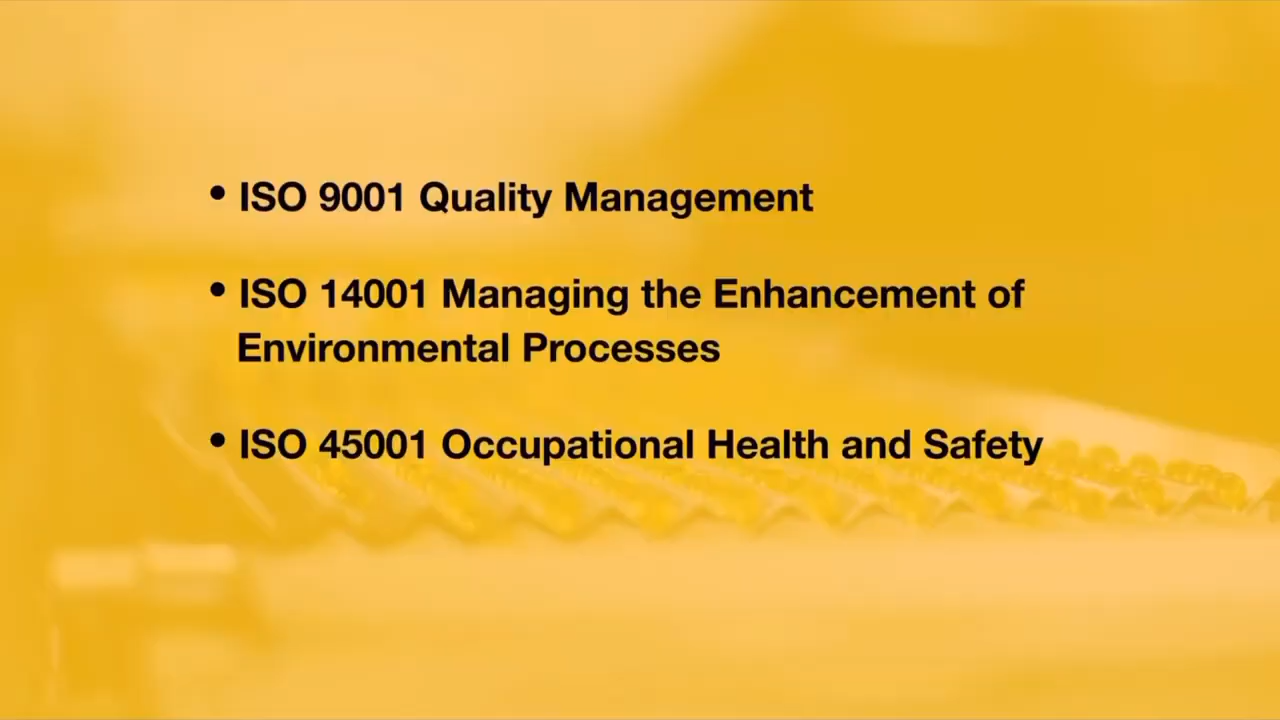 • ISO 9001 Quality Management
• ISO 14001 Managing the Enhancement of
Environmental Processes
• ISO 45001 Occupational Health and Safety